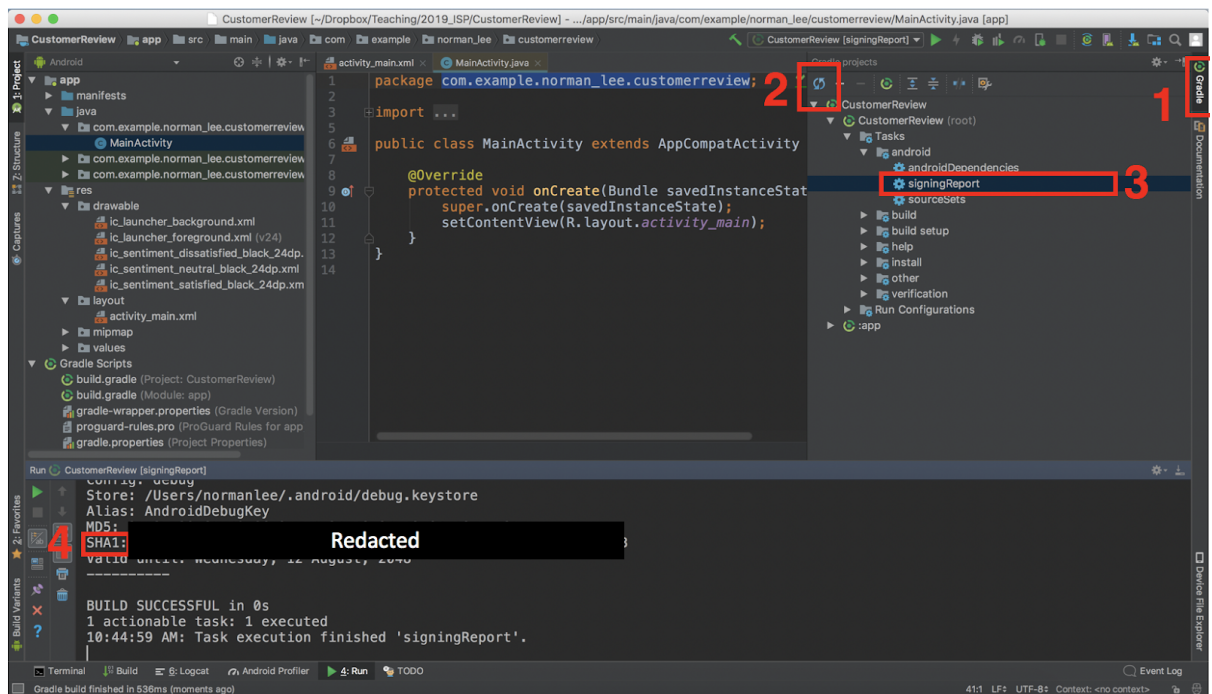 CustomerReview [~/Dropbox/Teaching/2019_ISP/CustomerReview] - .../app/src/main/java/com/example/norman_lee/customerreview/MainActivity.java [app]
CustomerReview app src main java com example norman_lee customerreview
CustomerReview [signingReport]
1: Project
Z: Structure
Captures
Android
app
manifests
java
com.example.norman_lee.customerreview
MainActivity
com.example.norman_lee.customerreview
com.example.norman_lee.customerreview
res
drawable
ic_launcher_background.xml
ic_launcher_foreground.xml (v24)
ic_sentiment_dissatisfied_black_24dp.
ic_sentiment_neutral_black_24dp.xml
ic_sentiment_satisfied_black_24dp.xm
layout
activity_main.xml
mipmap
values
Gradle Scripts
build.gradle (Project: CustomerReview)
build.gradle (Module: app)
gradle-wrapper.properties (Gradle Version)
proguard-rules.pro (ProGuard Rules for app
gradle.properties (Project Properties)
activity_main.xml MainActivity.java
1 package com.example.norman_lee.customerreview;
2
3 import ...
5
6 public class MainActivity extends AppCompatActivity
7
8 @Override
9 protected void onCreate(Bundle savedInstanceStat
10 super.onCreate(savedInstanceState);
11 setContentView(R.layout.activity_main);
12 }
13 }
14
projects
2
1
3
CustomerReview
CustomerReview (root)
Tasks
android
androidDependencies
signingReport
sourceSets
build
build setup
help
install
other
verification
Run Configurations
:app
Gradle
Documentation
Run CustomerReview [signingReport]
Config: debug
Store: /Users/normanlee/.android/debug.keystore
Alias: AndroidDebugKey
MD5:
4
SHA1:
Redacted
Valid until: Wednesday, 12 August, 2048
----------
BUILD SUCCESSFUL in 0s
1 actionable task: 1 executed
10:44:59 AM: Task execution finished 'signingReport'.
2: Favorites
Build Variants
Device File Explorer
Terminal Build 6: Logcat Android Profiler 4: Run TODO Event Log
Gradle build finished in 536ms (moments ago) 41:1 LF÷ UTF-8÷ Context: <no context>